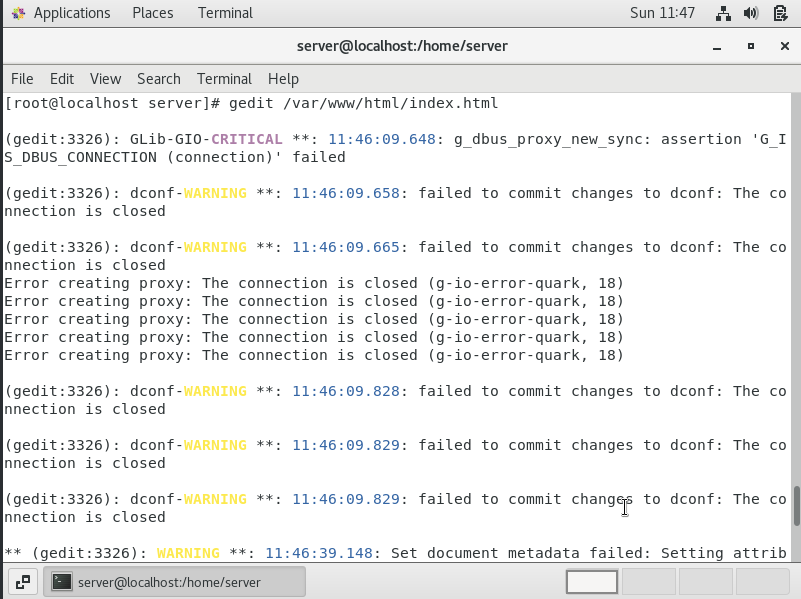 Applications Places Terminal Sun 11:47
server@localhost:/home/server
File Edit View Search Terminal Help
[root@localhost server]# gedit /var/www/html/index.html
(gedit:3326): GLib-GIO-CRITICAL **: 11:46:09.648: g_dbus_proxy_new_sync: assertion 'G_I
S_DBUS_CONNECTION (connection)' failed
(gedit:3326): dconf-WARNING **: 11:46:09.658: failed to commit changes to dconf: The co
nnection is closed
(gedit:3326): dconf-WARNING **: 11:46:09.665: failed to commit changes to dconf: The co
nnection is closed
Error creating proxy: The connection is closed (g-io-error-quark, 18)
Error creating proxy: The connection is closed (g-io-error-quark, 18)
Error creating proxy: The connection is closed (g-io-error-quark, 18)
Error creating proxy: The connection is closed (g-io-error-quark, 18)
Error creating proxy: The connection is closed (g-io-error-quark, 18)
(gedit:3326): dconf-WARNING **: 11:46:09.828: failed to commit changes to dconf: The co
nnection is closed
(gedit:3326): dconf-WARNING **: 11:46:09.829: failed to commit changes to dconf: The co
nnection is closed
(gedit:3326): dconf-WARNING **: 11:46:09.829: failed to commit changes to dconf: The co
nnection is closed
** (gedit:3326): WARNING **: 11:46:39.148: Set document metadata failed: Setting attrib
server@localhost:/home/server